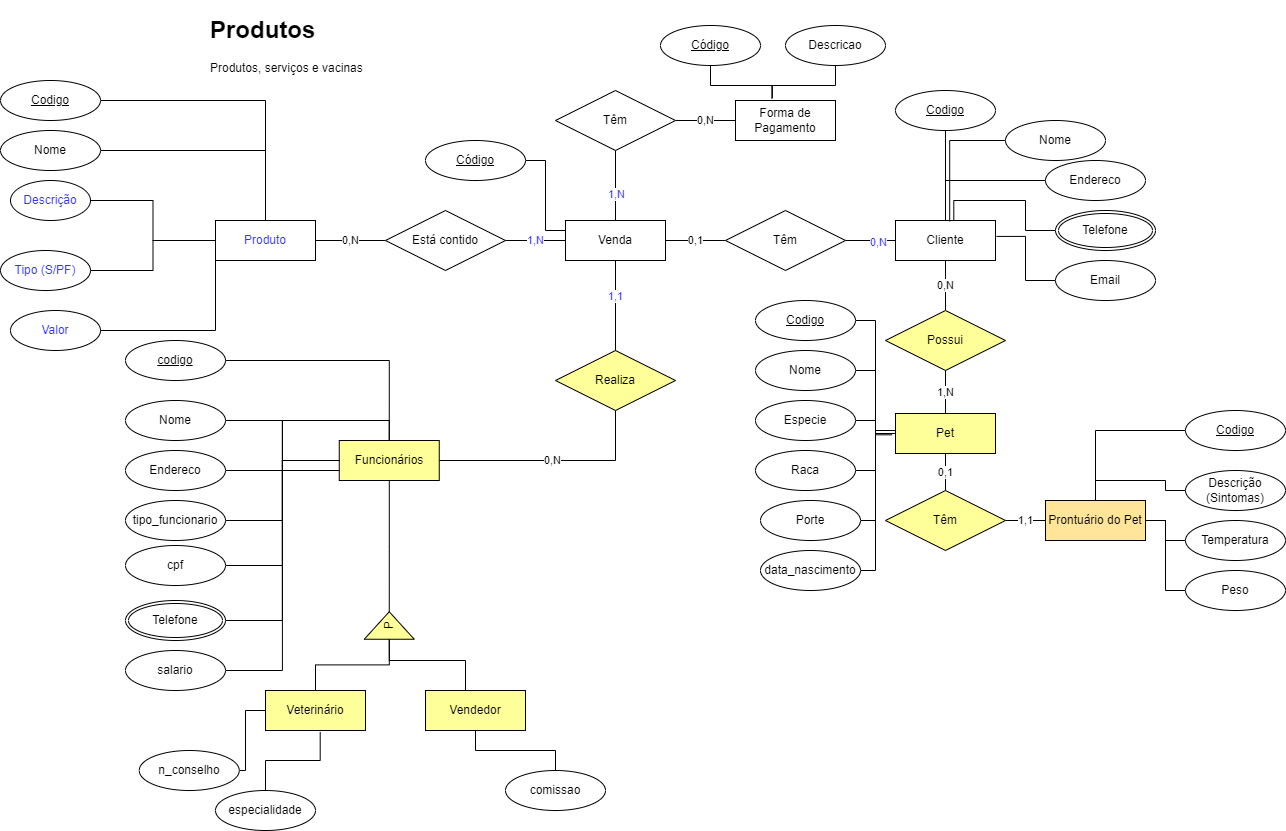 Produtos
Produtos, serviços e vacinas
Código
Descricao
Codigo
Forma de
Pagamento
Têm
0,N
Codigo
Nome
Nome
Código
Endereco
Descrição
1,N
Telefone
Produto
0,N
Está contido
1,N
Venda
0,1
Têm
0,N
Cliente
Tipo (S/PF)
Email
0,N
1,1
Valor
Codigo
Possui
codigo
Nome
Realiza
1,N
Nome
Especie
Pet
Codigo
Funcionários
0,N
Endereco
Raca
0,1
Descrição
(Sintomas)
tipo_funcionario
Porte
Têm
1,1
Prontuário do Pet
Temperatura
cpf
data_nascimento
Peso
Telefone
P
salario
Veterinário
Vendedor
n_conselho
comissao
especialidade